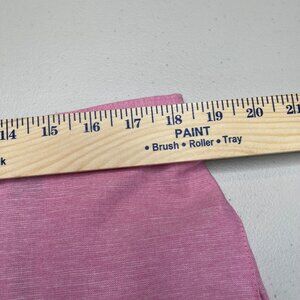 14 15 16 17 18 19 20 21
PAINT
• Brush • Roller • Tray
k